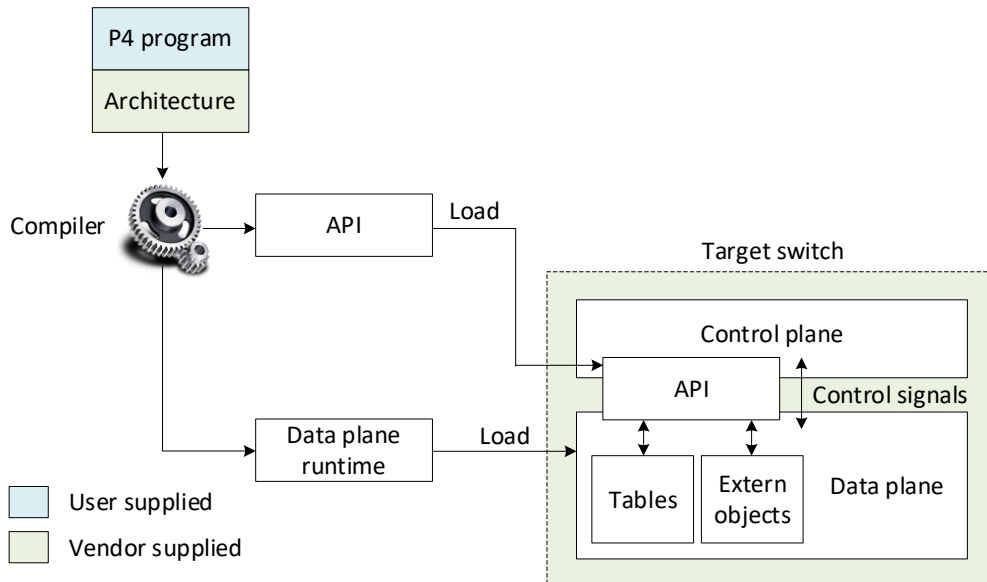 P4 program
Architecture
Compiler
API
Load
Target switch
Control plane
API
Control signals
Data plane
runtime
Load
Tables
Extern
objects
Data plane
User supplied
Vendor supplied